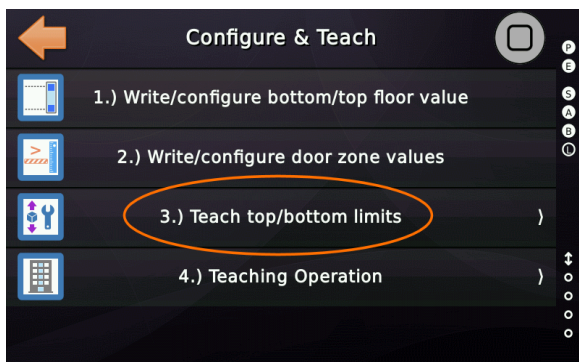 Configure & Teach
1.) Write/configure bottom/top floor value
2.) Write/configure door zone values
3.) Teach top/bottom limits
4.) Teaching Operation
P
E
S
A
B
L